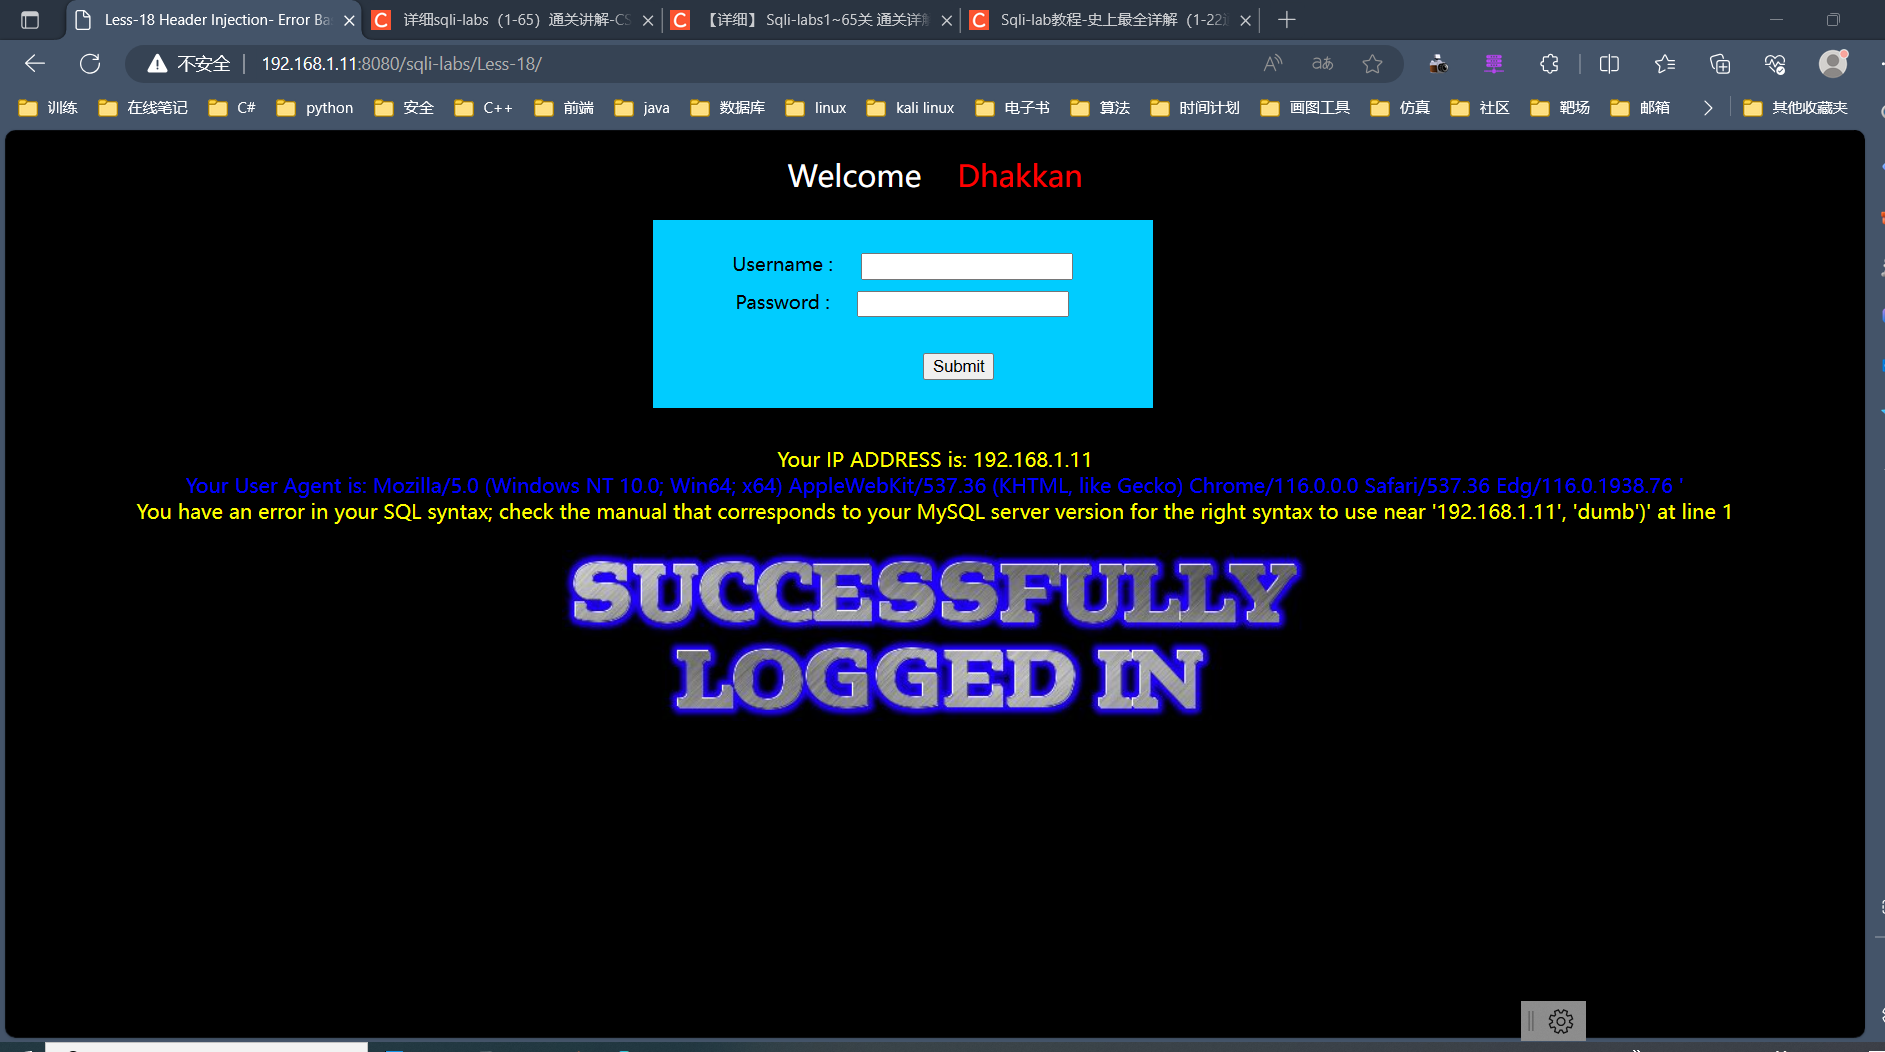 Less-18 Header Injection- Error Ba
详细sqli-labs（1-65）通关讲解-CS
【详细】 Sqli-labs1~65关 通关详解
Sqli-lab教程-史上最全详解（1-22通
不安全
192.168.1.11:8080/sqli-labs/Less-18/
训练 在线笔记 C# python 安全 C++ 前端 java 数据库 linux kali linux 电子书 算法 时间计划 画图工具 仿真 社区 靶场 邮箱 其他收藏夹
Welcome Dhakkan
Username :
Password :
Submit
Your IP ADDRESS is: 192.168.1.11
Your User Agent is: Mozilla/5.0 (Windows NT 10.0; Win64; x64) AppleWebKit/537.36 (KHTML, like Gecko) Chrome/116.0.0.0 Safari/537.36 Edg/116.0.1938.76 '
You have an error in your SQL syntax; check the manual that corresponds to your MySQL server version for the right syntax to use near '192.168.1.11', 'dumb')' at line 1
SUCCESSFULLY
LOGGED IN